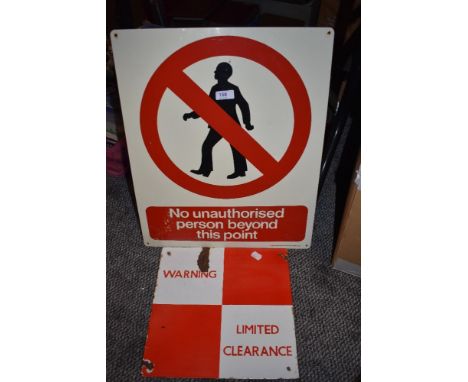 No unauthorised
person beyond
this point
WARNING
LIMITED
CLEARANCE